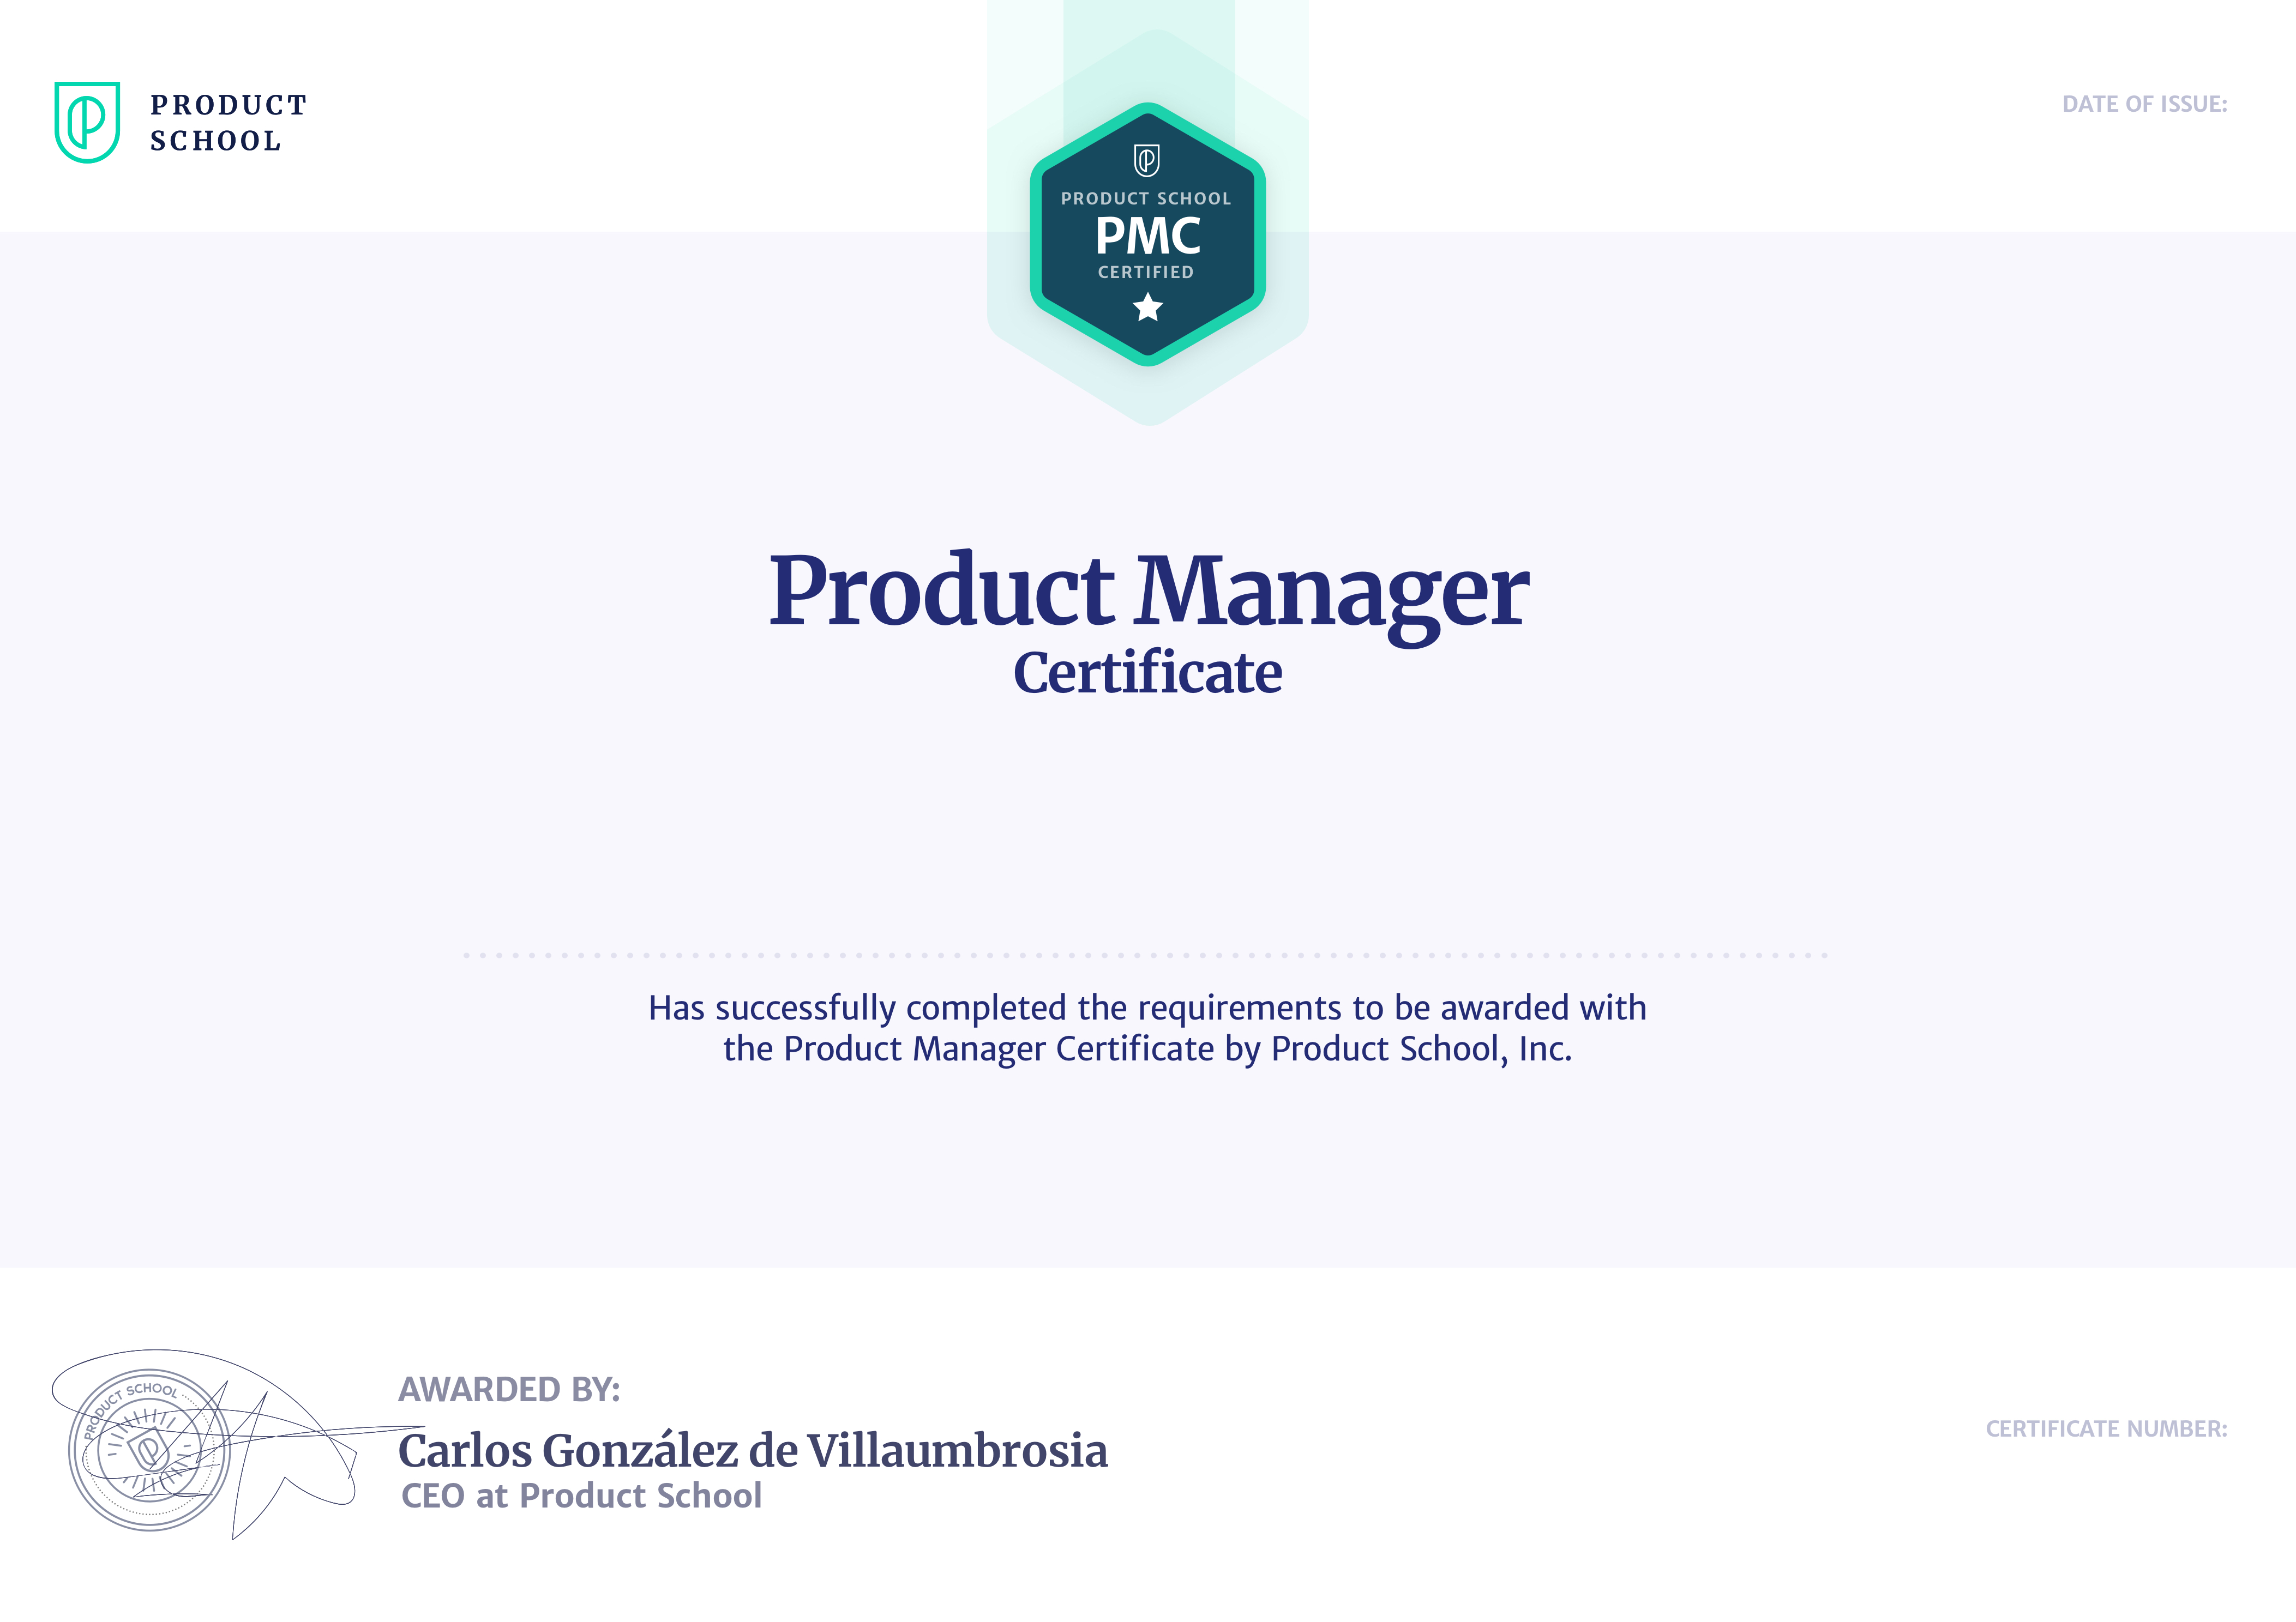 PRODUCT
SCHOOL
DATE OF ISSUE:
PRODUCT SCHOOL
PMC
CERTIFIED
Product Manager
Certificate
Has successfully completed the requirements to be awarded with
the Product Manager Certificate by Product School, Inc.
PRODUCT SCHOOL
AWARDED BY:
Carlos González de Villaumbrosia
CEO at Product School
CERTIFICATE NUMBER: